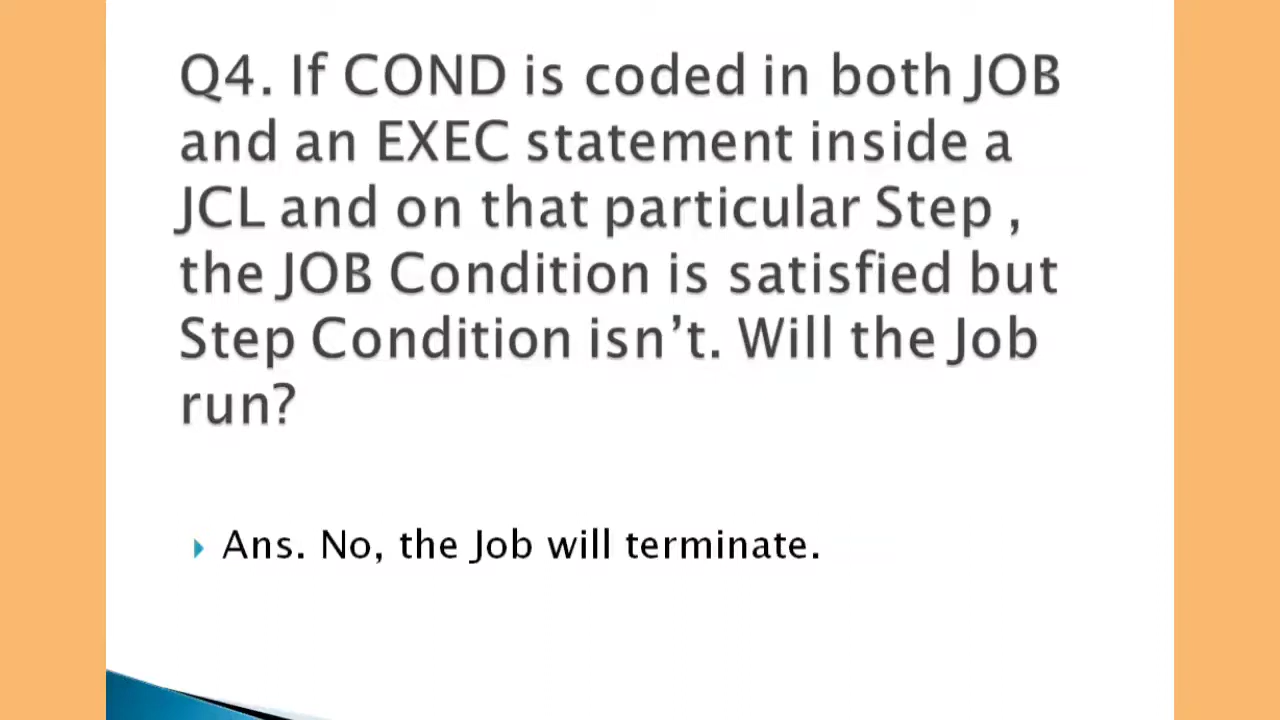 Q4. If COND is coded in both JOB
and an EXEC statement inside a
JCL and on that particular Step ,
the JOB Condition is satisfied but
Step Condition isn’t. Will the Job
run?
Ans. No, the Job will terminate.